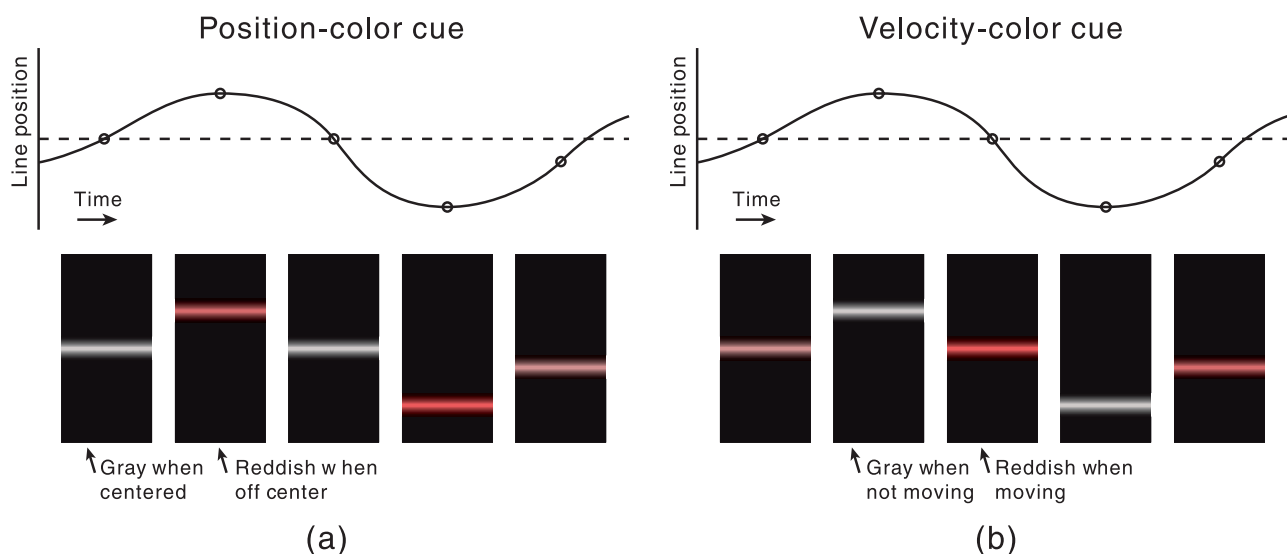 Position-color cue
Line position
Time
Gray when
centered
Reddish w hen
off center
(a)
Velocity-color cue
Line position
Time
Gray when
not moving
Reddish when
moving
(b)